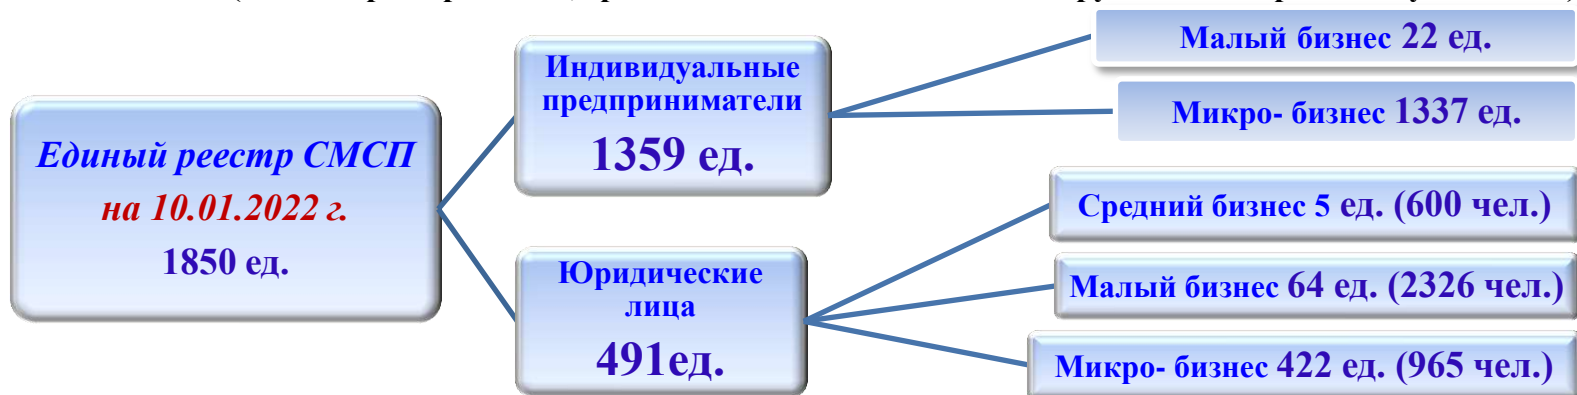 Единый реестр СМСП
на 10.01.2022 г.
1850 ед.
Индивидуальные
предприниматели
1359 ед.
Малый бизнес 22 ед.
Микро- бизнес 1337 ед.
Юридические
лица
491ед.
Средний бизнес 5 ед. (600 чел.)
Малый бизнес 64 ед. (2326 чел.)
Микро- бизнес 422 ед. (965 чел.)